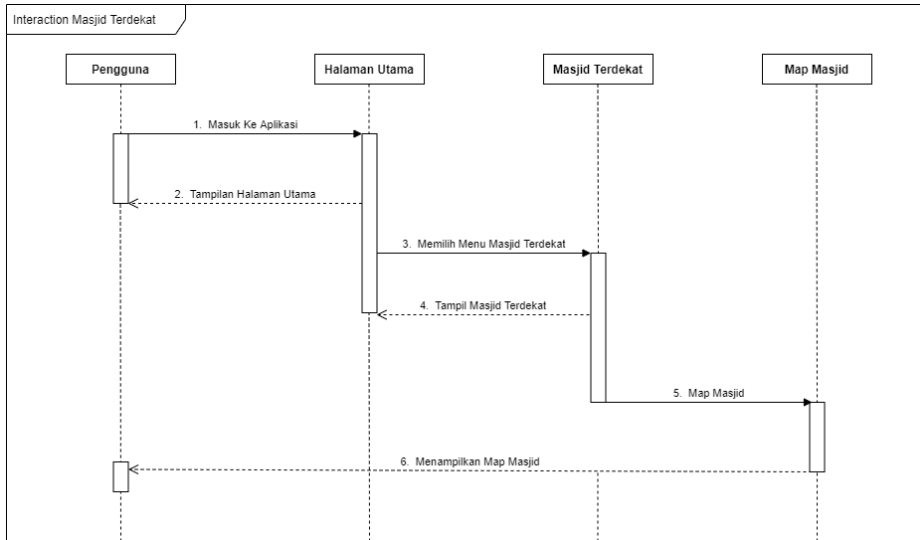 Interaction Masjid Terdekat
Pengguna
Halaman Utama
Masjid Terdekat
Map Masjid
1. Masuk Ke Aplikasi
2. Tampilan Halaman Utama
3. Memilih Menu Masjid Terdekat
4. Tampil Masjid Terdekat
5. Map Masjid
6. Menampilkan Map Masjid